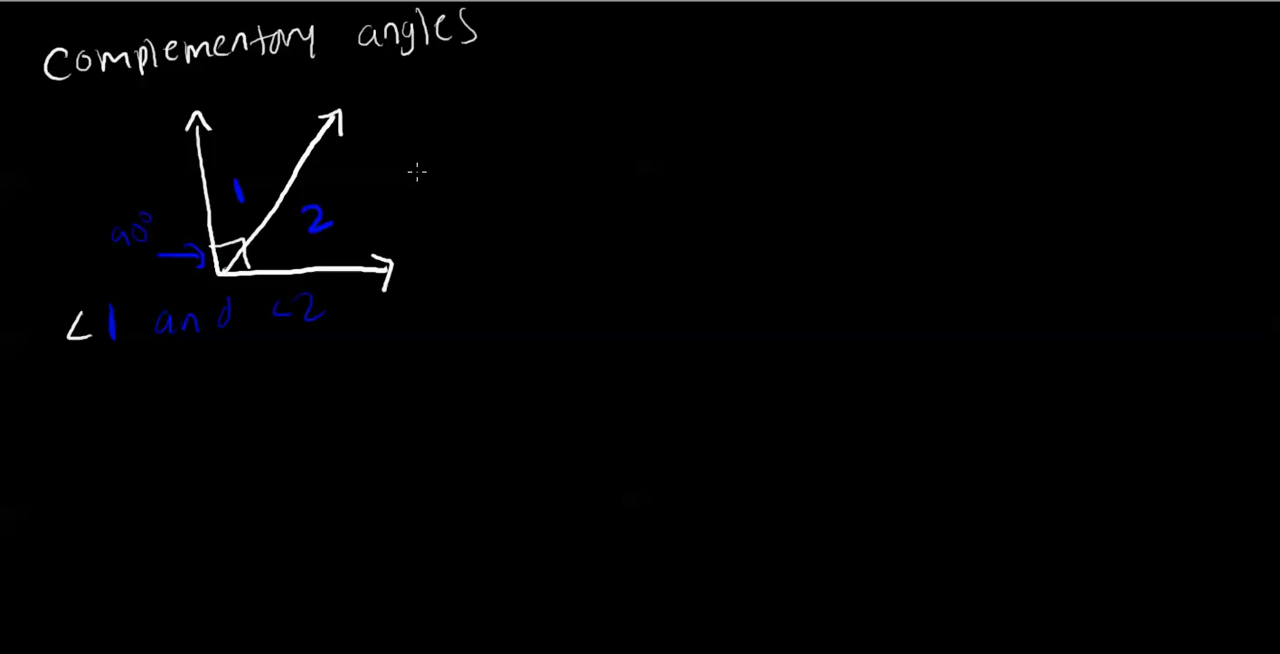 complementary angles
1
2
90°
∠1 and ∠2